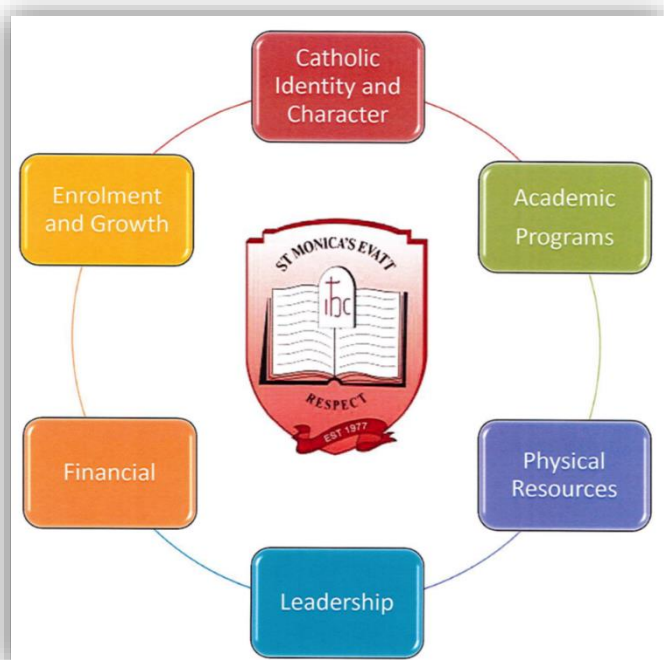 Catholic
Identity and
Character
Academic
Programs
Physical
Resources
Leadership
Financial
Enrolment
and Growth
ST MONICA'S EVATT
ihc
RESPECT
EST 1977